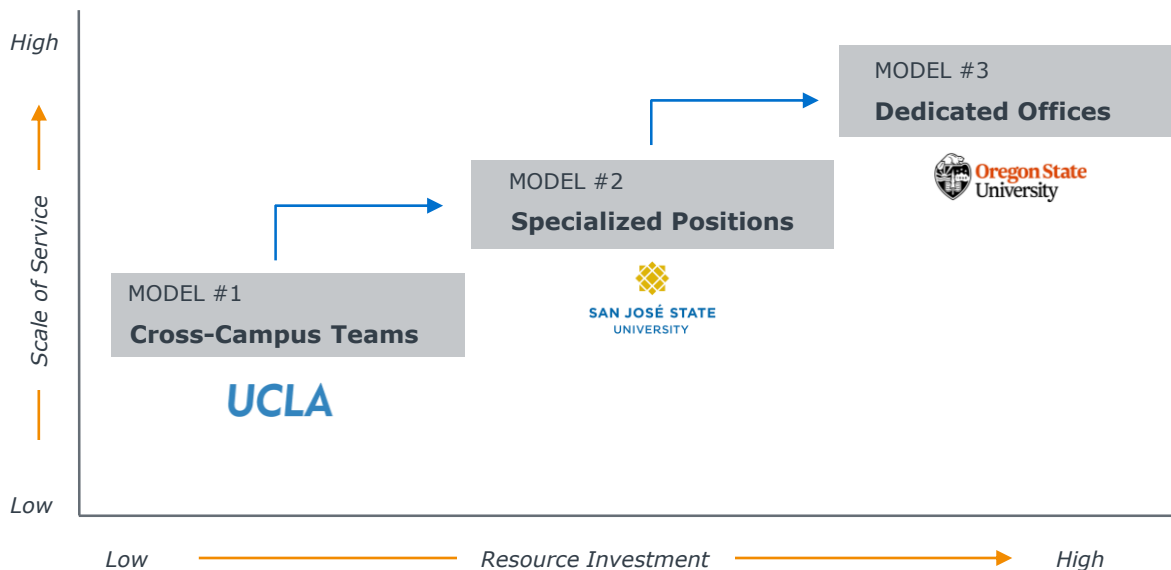 High
MODEL #3
Dedicated Offices
Oregon State
University
MODEL #2
Specialized Positions
SAN JOSÉ STATE
UNIVERSITY
MODEL #1
Cross-Campus Teams
UCLA
Scale of Service
Low
Low
Resource Investment
High